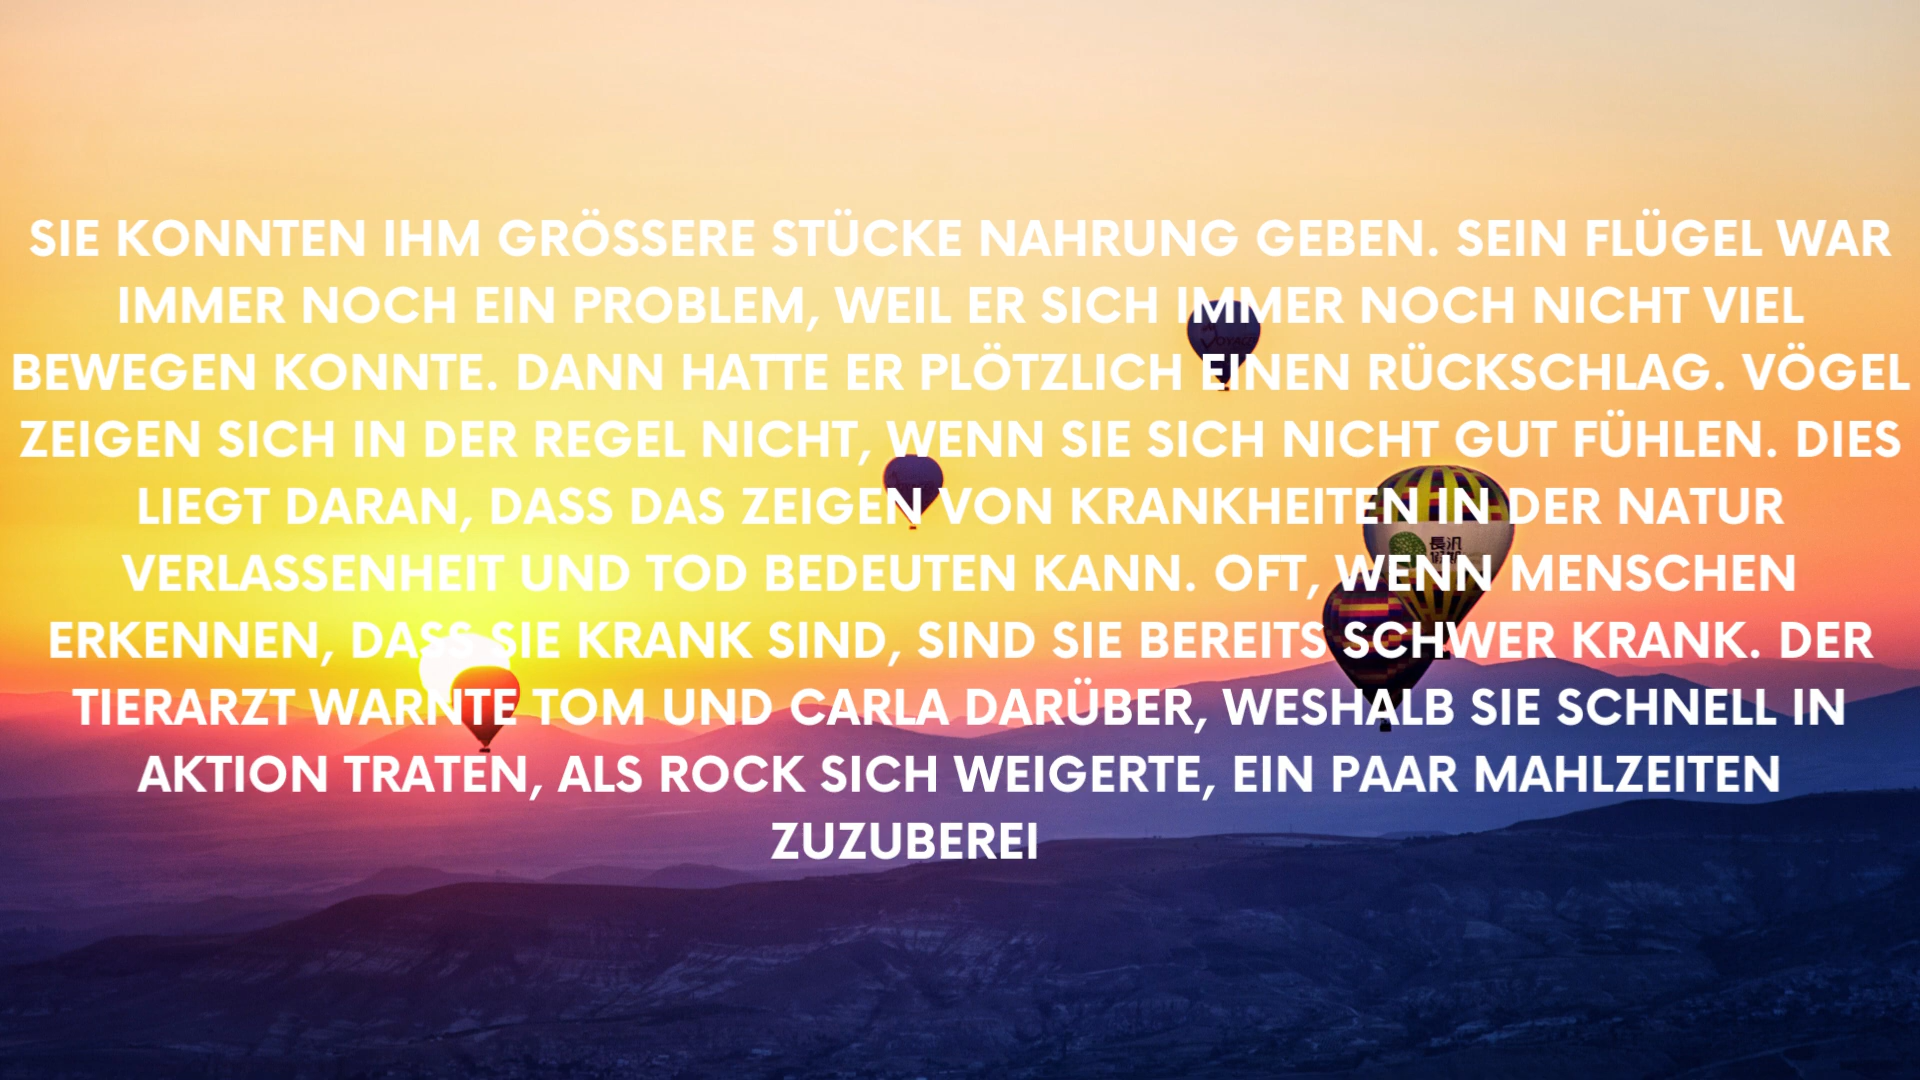 SIE KONNTEN IHM GRÖSSERE STÜCKE NAHRUNG GEBEN. SEIN FLÜGEL WAR
IMMER NOCH EIN PROBLEM, WEIL ER SICH IMMER NOCH NICHT VIEL
BEWEGEN KONNTE. DANN HATTE ER PLÖTZLICH EINEN RÜCKSCHLAG. VÖGEL
ZEIGEN SICH IN DER REGEL NICHT, WENN SIE SICH NICHT GUT FÜHLEN. DIES
LIEGT DARAN, DASS DAS ZEIGEN VON KRANKHEITEN IN DER NATUR
VERLASSENHEIT UND TOD BEDEUTEN KANN. OFT, WENN MENSCHEN
ERKENNEN, DASS SIE KRANK SIND, SIND SIE BEREITS SCHWER KRANK. DER
TIERARZT WARNTE TOM UND CARLA DARÜBER, WESHALB SIE SCHNELL IN
AKTION TRATEN, ALS ROCK SICH WEIGERTE, EIN PAAR MAHLZEITEN
ZUZUBEREI